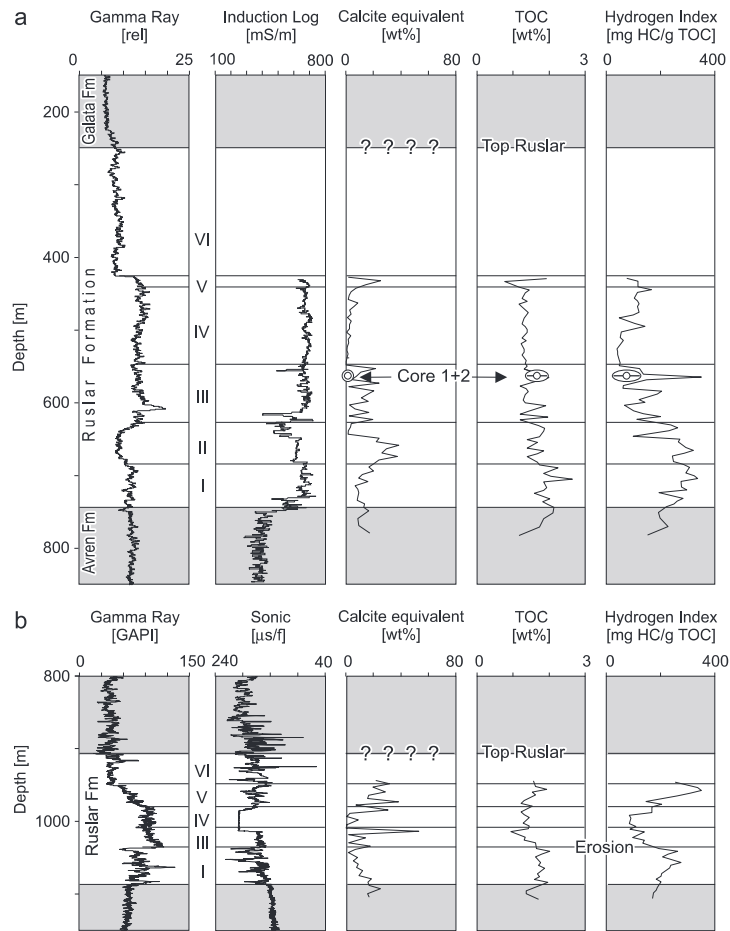 a
Gamma Ray Induction Log Calcite equivalent TOC Hydrogen Index
[rel] [mS/m] [wt%] [wt%] [mg HC/g TOC]
0 25 100 800 0 80 0 3 0 400
Galata Fm
200
? ? ? ? Top-Ruslar
VI
400
V
Ruslar Formation
Depth [m]
IV
Core 1+2
III
600
II
I
Avren Fm
800
b
Gamma Ray Sonic Calcite equivalent TOC Hydrogen Index
[GAPI] [µs/f] [wt%] [wt%] [mg HC/g TOC]
0 150 240 40 0 80 0 3 0 400
800
? ? ? ? Top-Ruslar
VI
Depth [m]
Ruslar Fm
V
1000
IV
III
Erosion
I